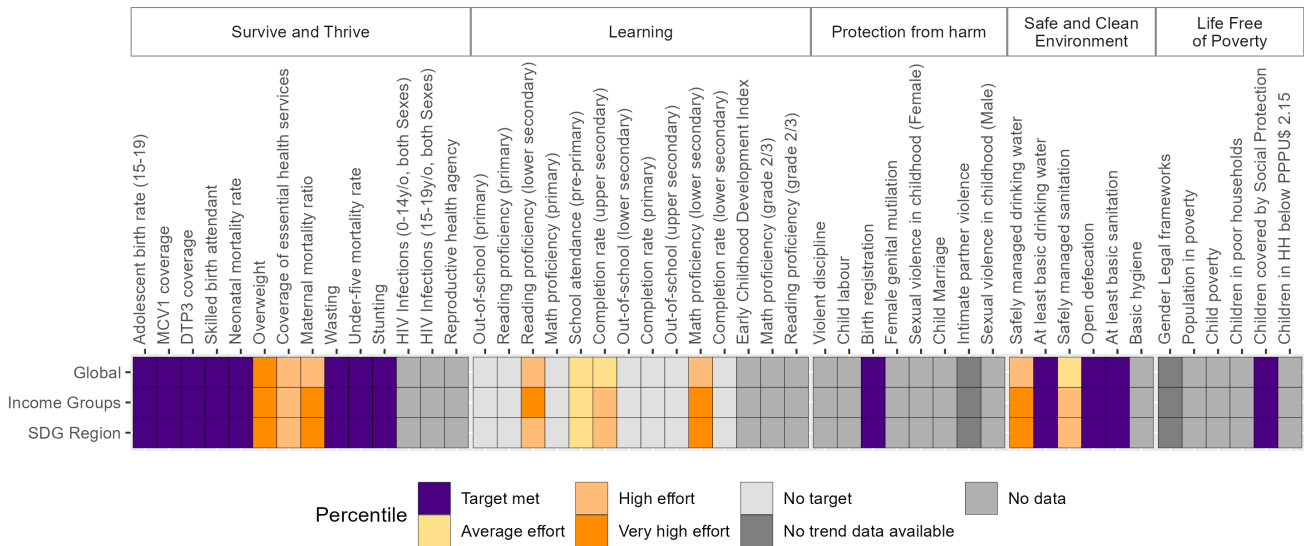 Survive and Thrive
Learning
Protection from harm
Safe and Clean
Environment
Life Free
of Poverty
Adolescent birth rate (15-19)
MCV1 coverage
DTP3 coverage
Skilled birth attendant
Neonatal mortality rate
Overweight
Coverage of essential health services
Maternal mortality ratio
Wasting
Under-five mortality rate
Stunting
HIV Infections (0-14y/o, both Sexes)
HIV Infections (15-19y/o, both Sexes)
Reproductive health agency
Out-of-school (primary)
Reading proficiency (primary)
Reading proficiency (lower secondary)
Math proficiency (primary)
School attendance (pre-primary)
Completion rate (upper secondary)
Out-of-school (lower secondary)
Completion rate (primary)
Out-of-school (upper secondary)
Math proficiency (lower secondary)
Completion rate (lower secondary)
Early Childhood Development Index
Math proficiency (grade 2/3)
Reading proficiency (grade 2/3)
Violent discipline
Child labour
Birth registration
Female genital mutilation
Sexual violence in childhood (Female)
Child Marriage
Intimate partner violence
Sexual violence in childhood (Male)
Safely managed drinking water
At least basic drinking water
Safely managed sanitation
Open defecation
At least basic sanitation
Basic hygiene
Gender Legal frameworks
Population in poverty
Child poverty
Children in poor households
Children covered by Social Protection
Children in HH below PPPU$ 2.15
Global
Income Groups
SDG Region
Percentile
Target met
High effort
No target
No data
Average effort
Very high effort
No trend data available